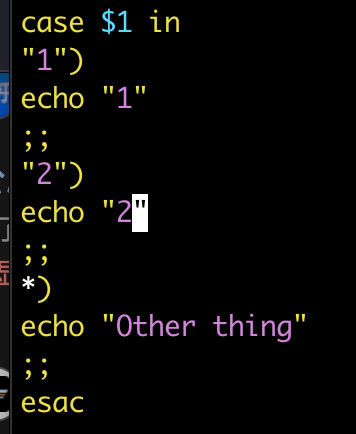 case $1 in
"1")
echo "1"
;;
"2")
echo "2"
;;
*)
echo "Other thing"
;;
esac